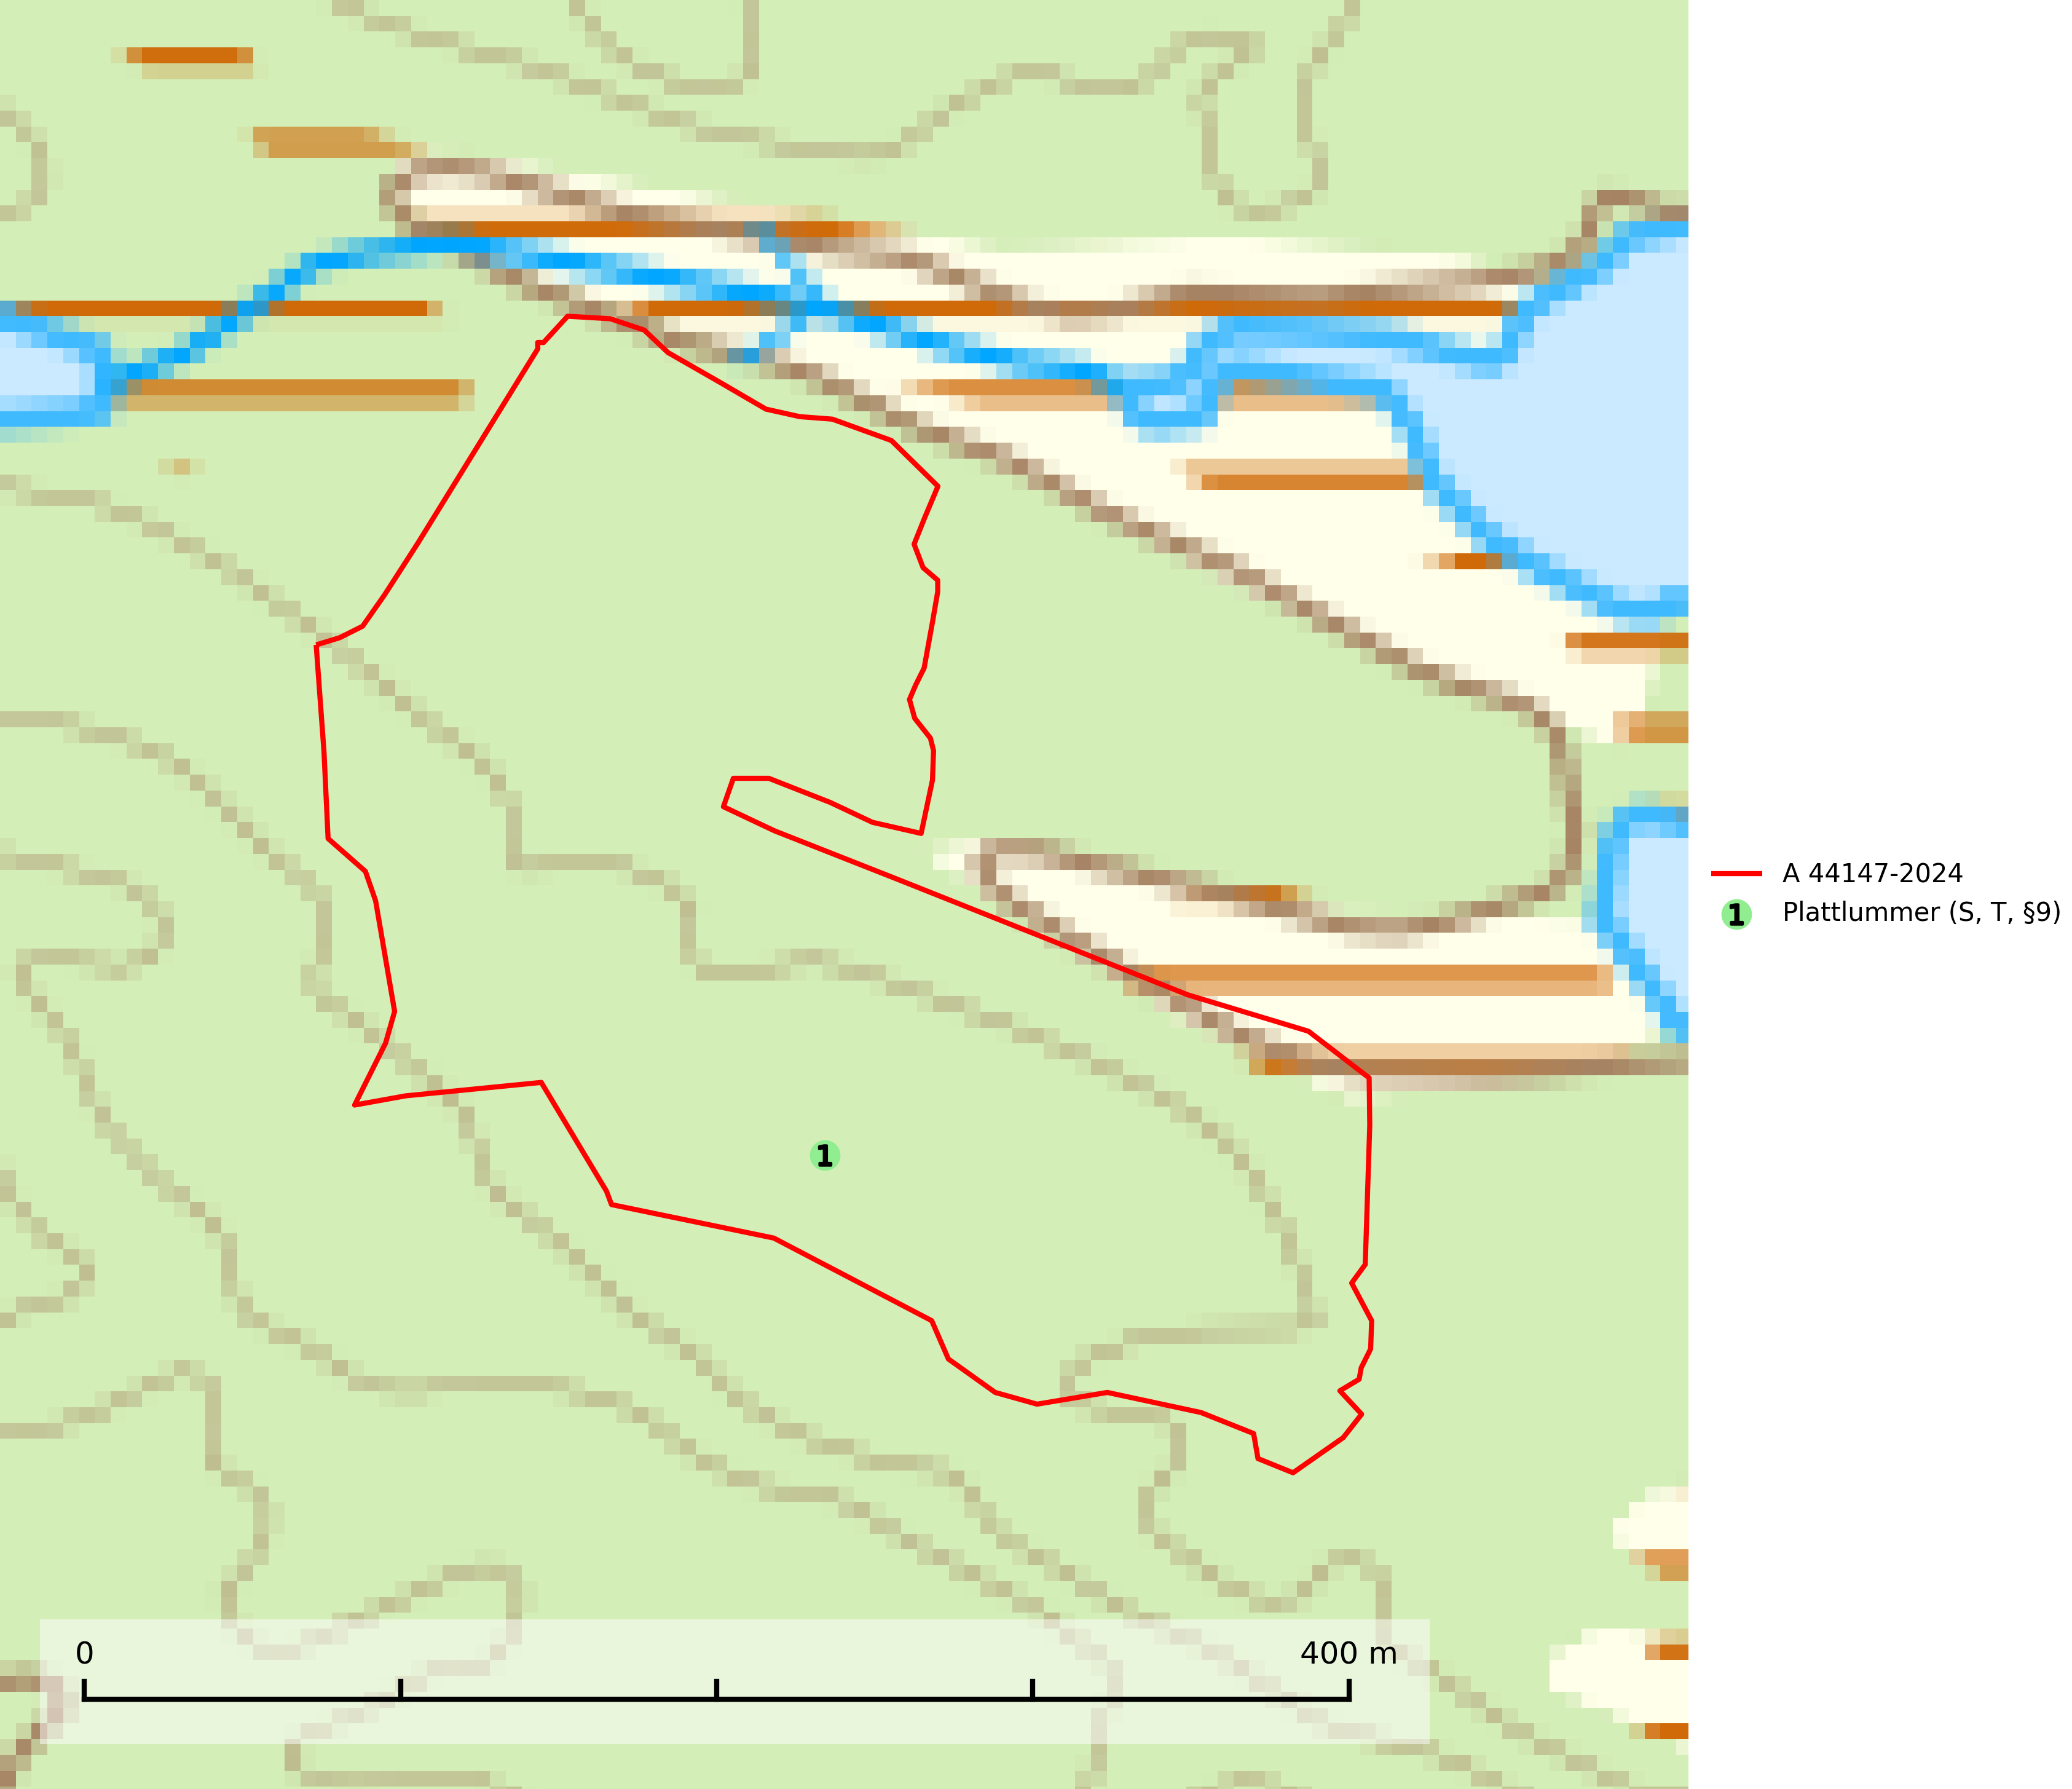 A 44147-2024
1 Plattlummer (S, T, §9)
1
0 400 m